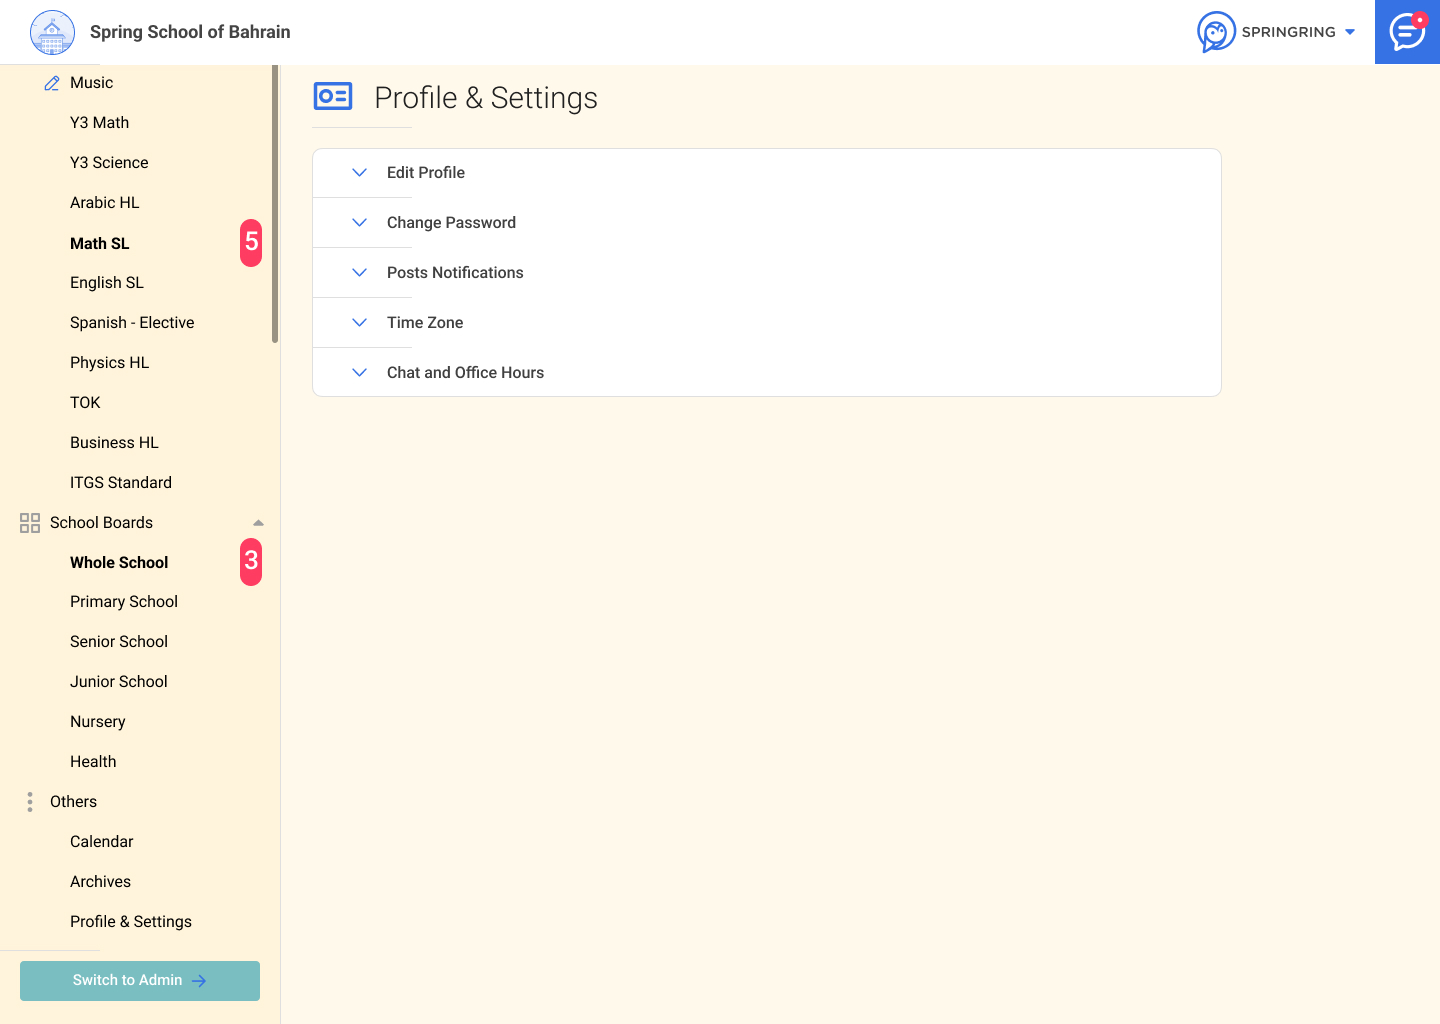 Spring School of Bahrain
SPRINGRING
Music
Y3 Math
Y3 Science
Arabic HL
Math SL 5
English SL
Spanish - Elective
Physics HL
TOK
Business HL
ITGS Standard
School Boards
Whole School 3
Primary School
Senior School
Junior School
Nursery
Health
Others
Calendar
Archives
Profile & Settings
Switch to Admin
Profile & Settings
Edit Profile
Change Password
Posts Notifications
Time Zone
Chat and Office Hours